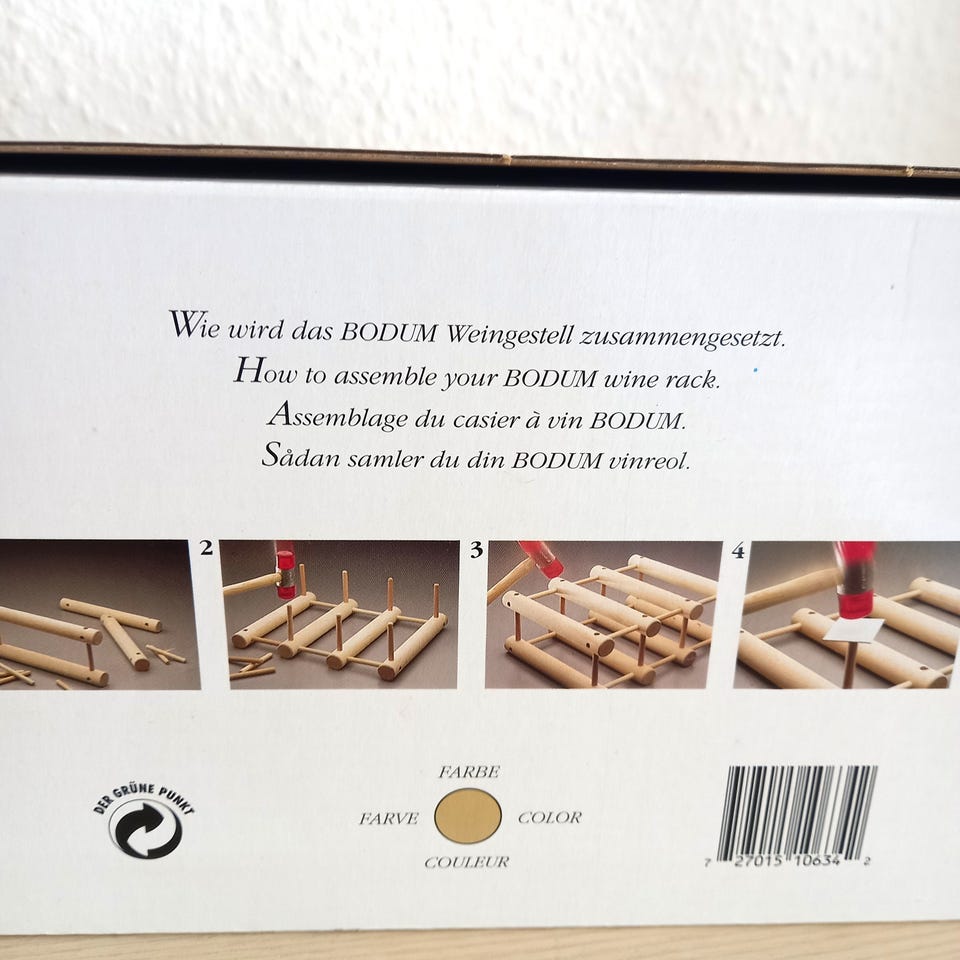 Wie wird das BODUM Weingestell zusammengesetzt.
How to assemble your BODUM wine rack.
Assemblage du casier à vin BODUM.
Sådan samler du din BODUM vinreol.
2
3
4
DER GRÜNE PUNKT
FARBE
FARVE COLOR
COULEUR
7 27015 10634 2